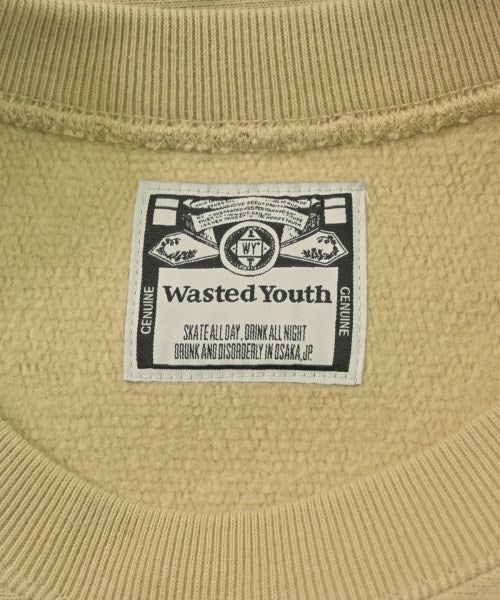 WY
GENUINE
Wasted Youth
GENUINE
SKATE ALL DAY, DRINK ALL NIGHT
DRUNK AND DISORDERLY IN OSAKA, JP.